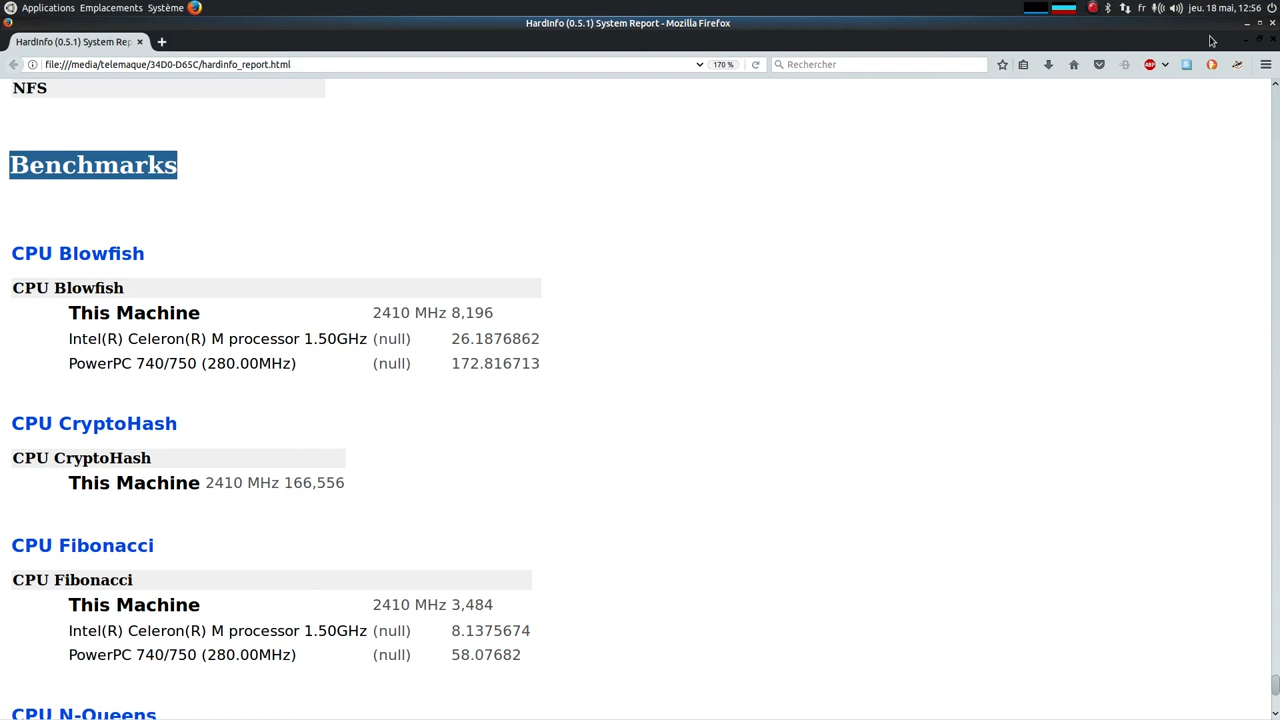 Applications Emplacements Système fr jeu. 18 mai, 12:56
HardInfo (0.5.1) System Report - Mozilla Firefox
HardInfo (0.5.1) System Rep
file:///media/telemaque/34D0-D65C/hardinfo_report.html 170 % Rechercher ABP
NFS
Benchmarks
CPU Blowfish
CPU Blowfish
This Machine 2410 MHz 8,196
Intel(R) Celeron(R) M processor 1.50GHz (null) 26.1876862
PowerPC 740/750 (280.00MHz) (null) 172.816713
CPU CryptoHash
CPU CryptoHash
This Machine 2410 MHz 166,556
CPU Fibonacci
CPU Fibonacci
This Machine 2410 MHz 3,484
Intel(R) Celeron(R) M processor 1.50GHz (null) 8.1375674
PowerPC 740/750 (280.00MHz) (null) 58.07682
CPU N-Queens